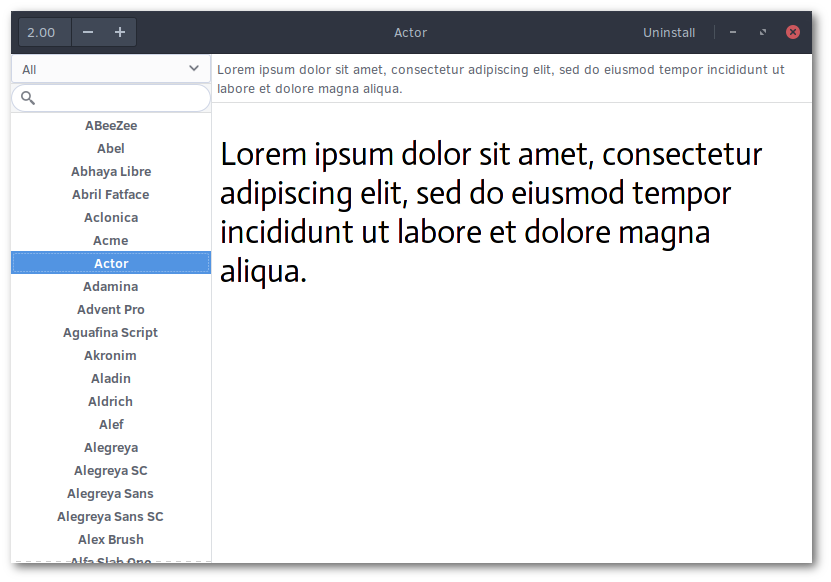 2.00
Actor
Uninstall
All
Lorem ipsum dolor sit amet, consectetur adipiscing elit, sed do eiusmod tempor incididunt ut
labore et dolore magna aliqua.
ABeeZee
Abel
Abhaya Libre
Abril Fatface
Aclonica
Acme
Actor
Adamina
Advent Pro
Aguafina Script
Akronim
Aladin
Aldrich
Alef
Alegreya
Alegreya SC
Alegreya Sans
Alegreya Sans SC
Alex Brush
Alfa Slab One
Lorem ipsum dolor sit amet, consectetur
adipiscing elit, sed do eiusmod tempor
incididunt ut labore et dolore magna
aliqua.